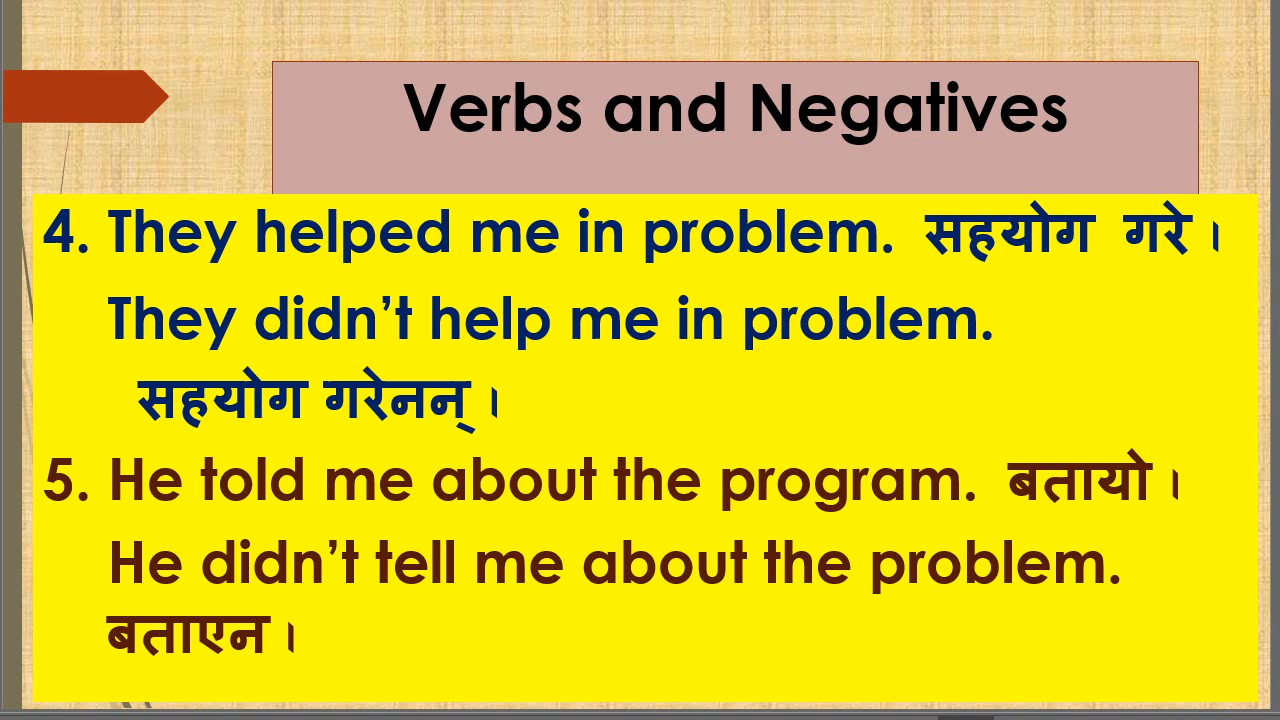 Verbs and Negatives
4. They helped me in problem. सहयोग गरे ।
They didn’t help me in problem.
सहयोग गरेनन् ।
5. He told me about the program. बतायो ।
He didn’t tell me about the problem.
बताएन ।